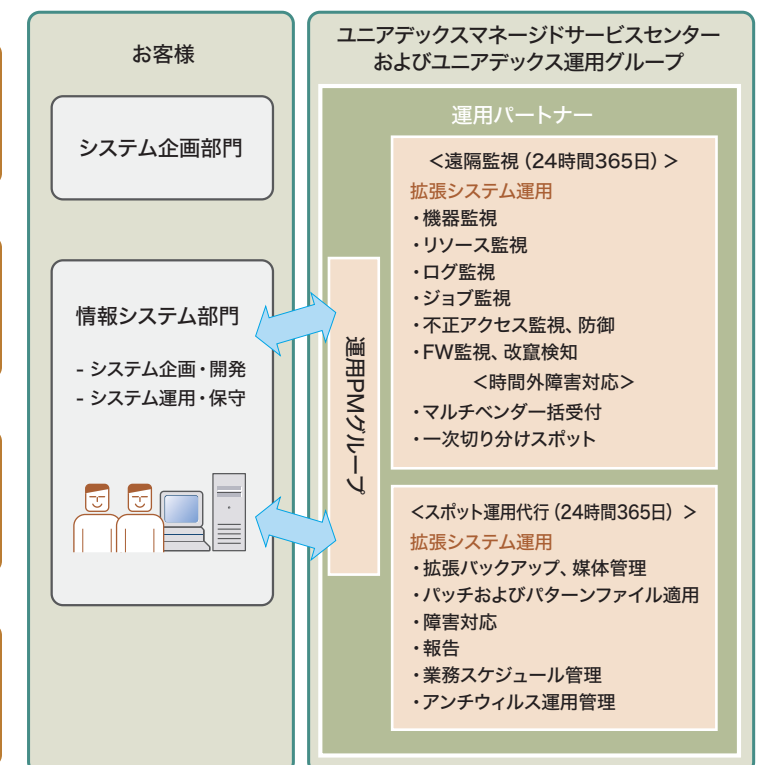 お客様
システム企画部門
情報システム部門
- システム企画・開発
- システム運用・保守
ユニアデックスマネージドサービスセンター
およびユニアデックス運用グループ
運用パートナー
運用PMグループ
<遠隔監視(24時間365日)>
拡張システム運用
・機器監視
・リソース監視
・ログ監視
・ジョブ監視
・不正アクセス監視、防御
・FW監視、改竄検知
<時間外障害対応>
・マルチベンダー括受付
・一次切り分けスポット
<スポット運用代行(24時間365日)>
拡張システム運用
・拡張バックアップ、媒体管理
・パッチおよびパターンファイル適用
・障害対応
・報告
・業務スケジュール管理
・アンチウィルス運用管理